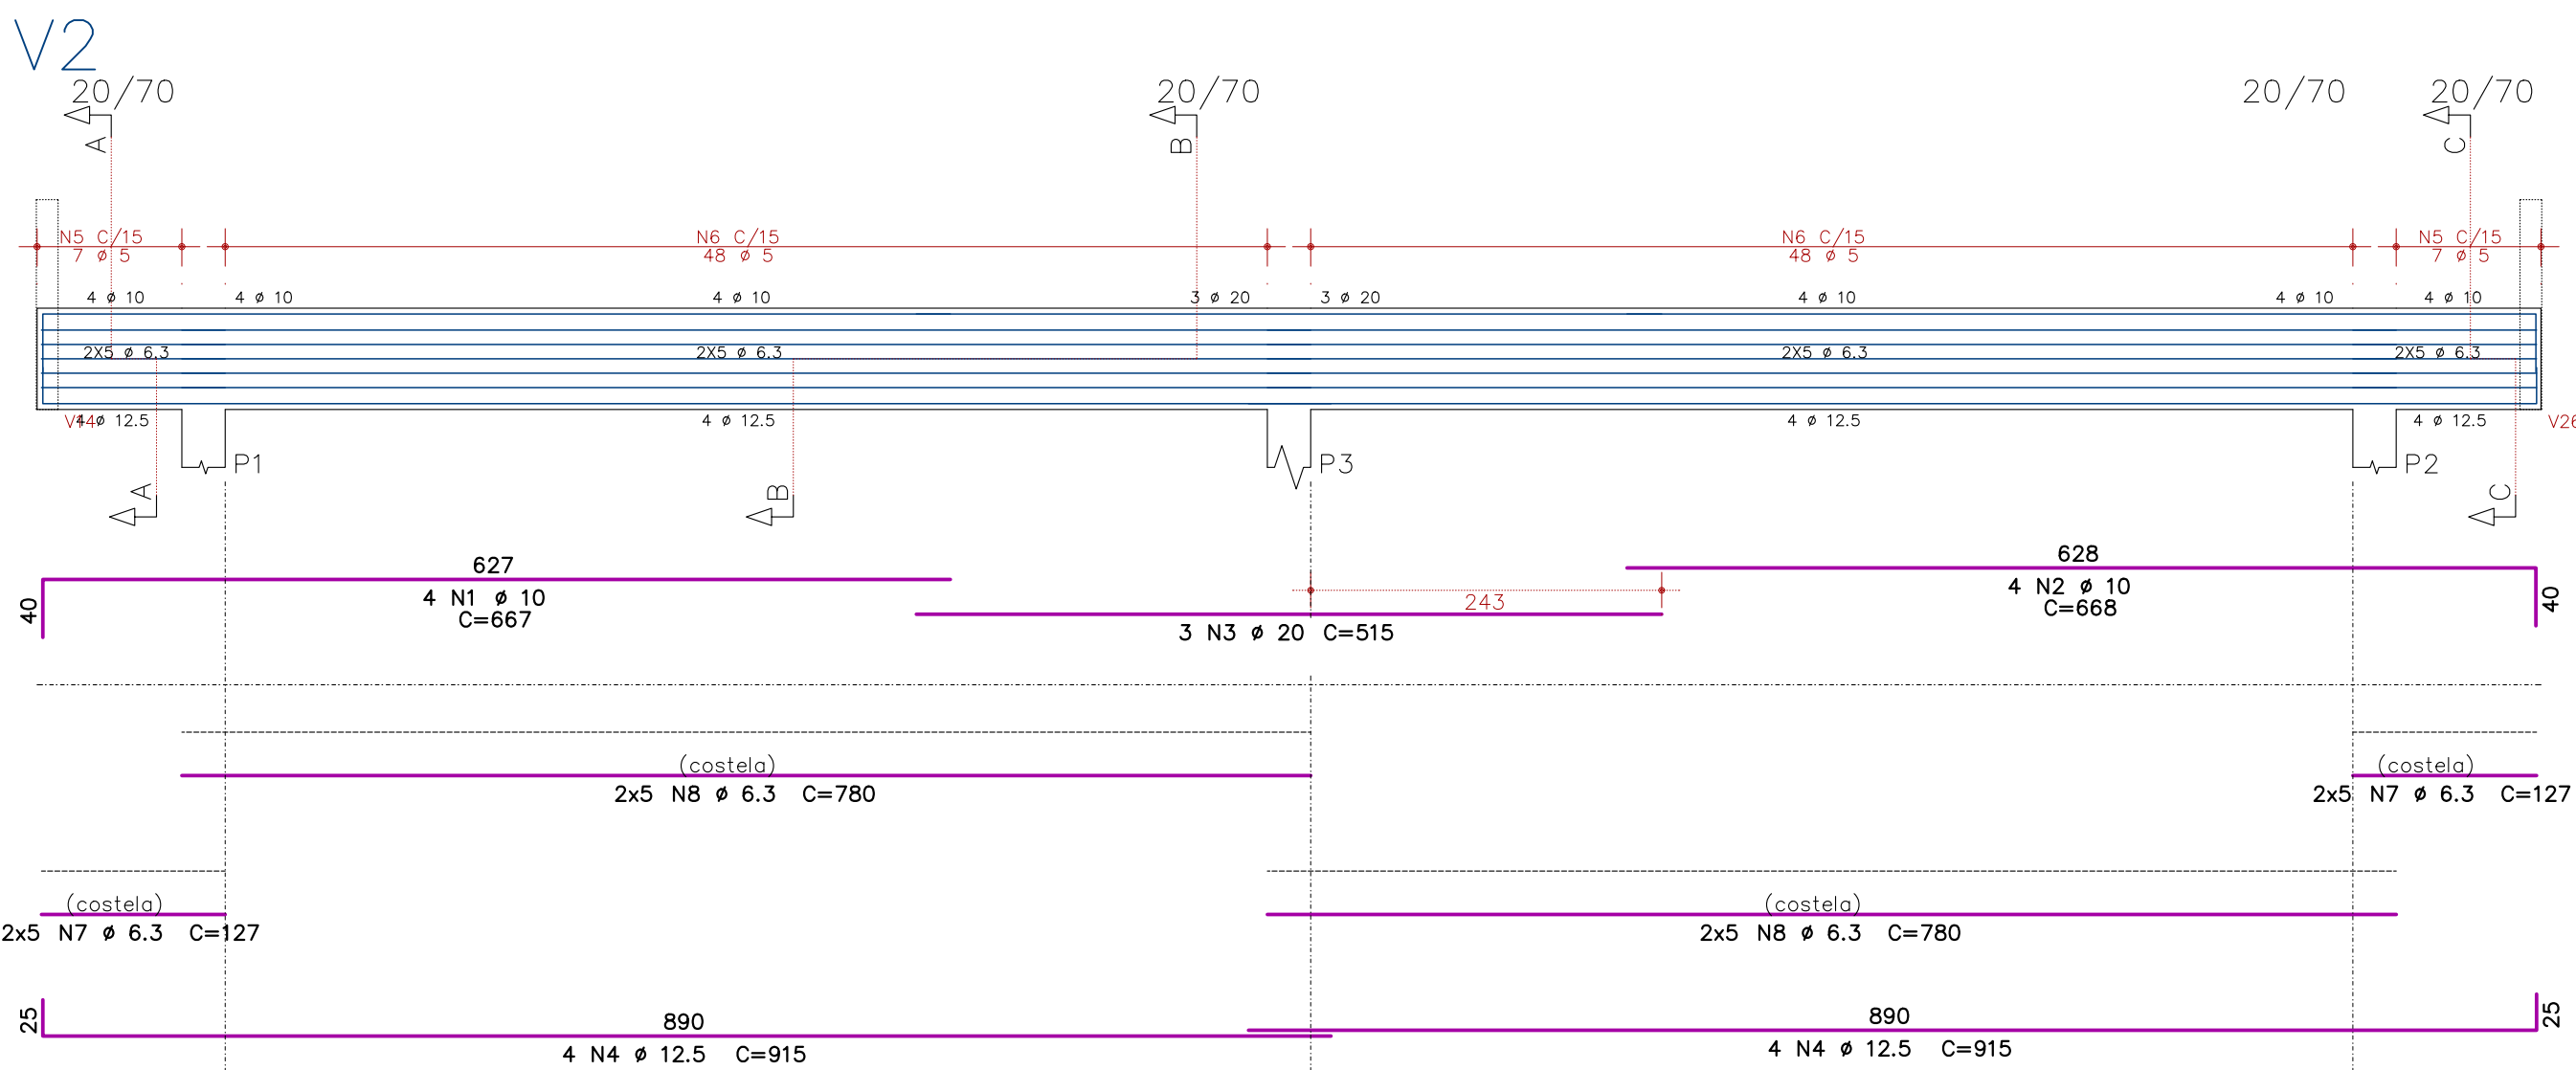 V2
20/70
20/70
20/70
20/70
A
B
C
N5 C/15
7 ø 5
N6 C/15
48 ø 5
N6 C/15
48 ø 5
N5 C/15
7 ø 5
4 ø 10
4 ø 10
4 ø 10
3 ø 20
3 ø 20
4 ø 10
4 ø 10
4 ø 10
2X5 ø 6.3
2X5 ø 6.3
2X5 ø 6.3
2X5 ø 6.3
V14
4 ø 12.5
4 ø 12.5
4 ø 12.5
4 ø 12.5
V26
P1
P3
P2
A
B
C
627
628
40
4 N1 ø 10
C=667
243
4 N2 ø 10
C=668
40
3 N3 ø 20 C=515
(costela)
2x5 N8 ø 6.3 C=780
(costela)
2x5 N7 ø 6.3 C=127
(costela)
2x5 N7 ø 6.3 C=127
(costela)
2x5 N8 ø 6.3 C=780
25
890
4 N4 ø 12.5 C=915
890
4 N4 ø 12.5 C=915
25